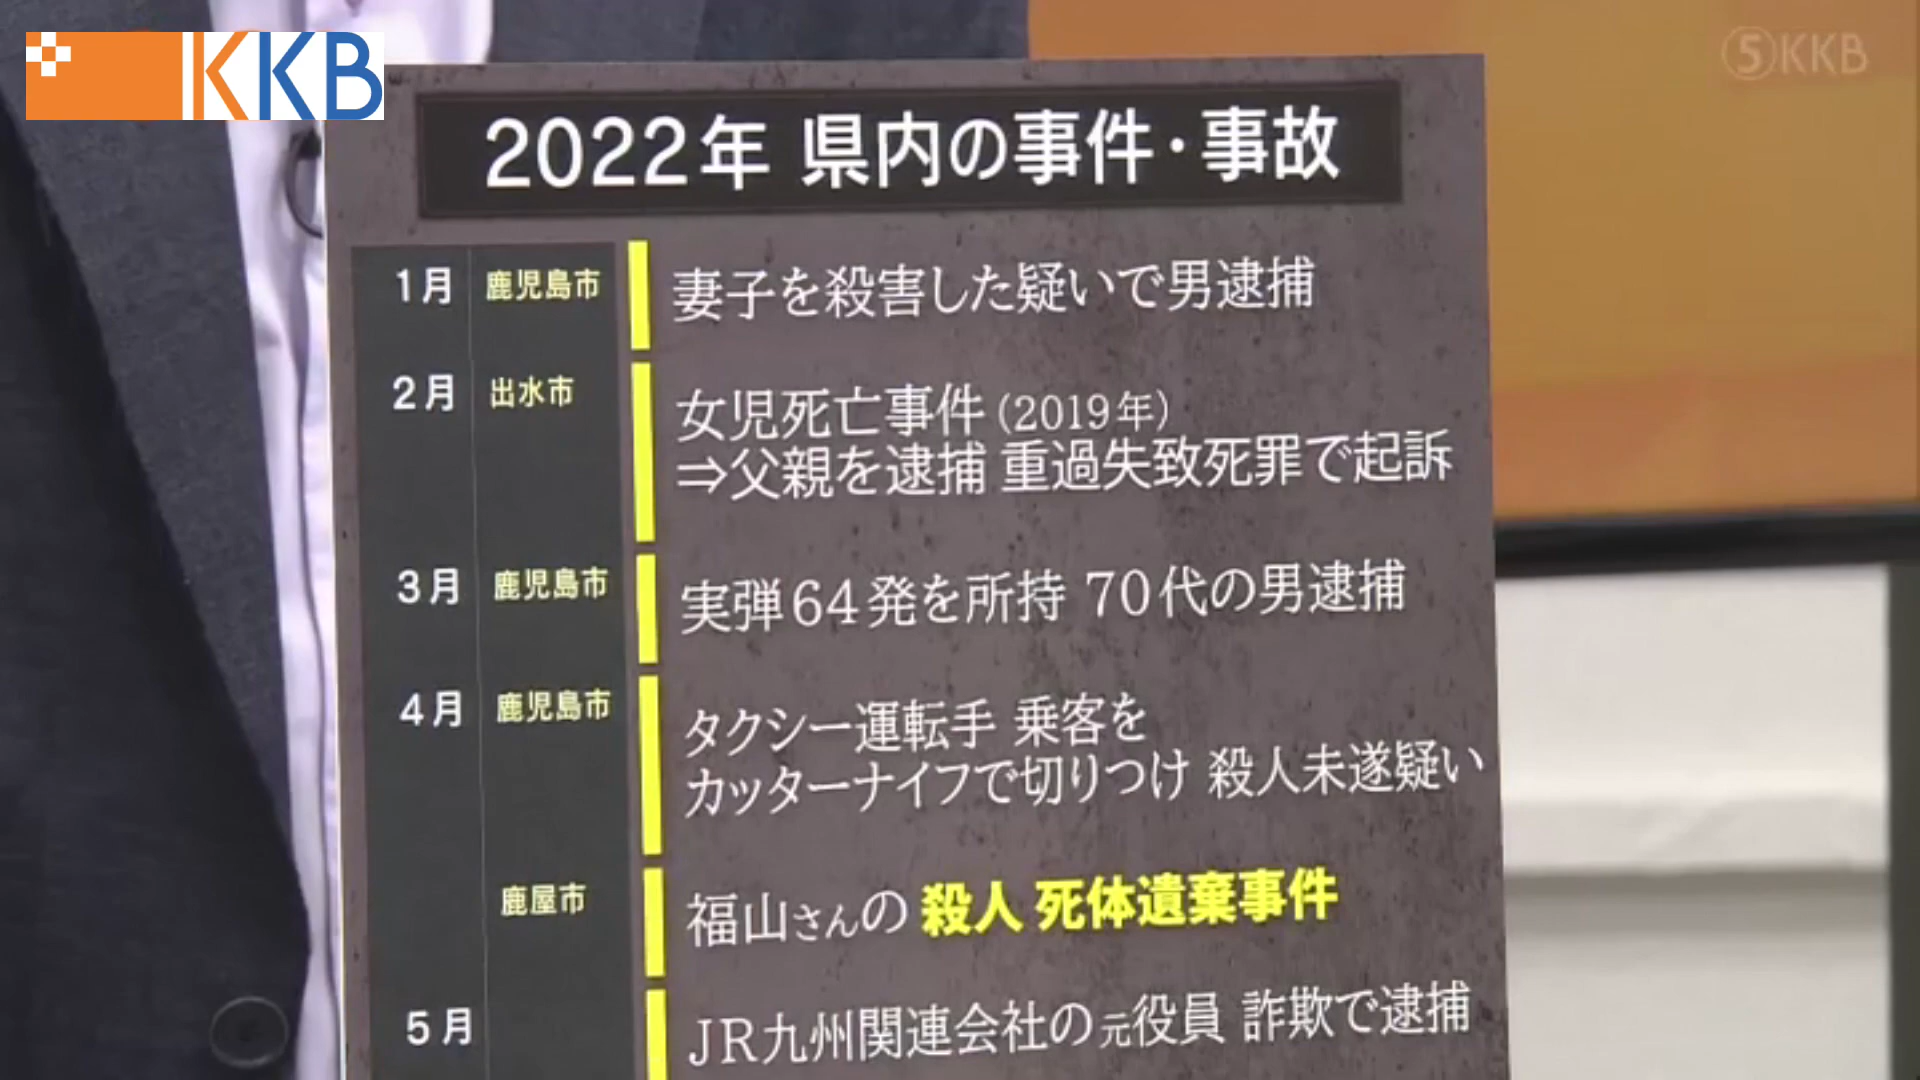 KKB
⑤KKB
2022年 県内の事件・事故
1月 鹿児島市 妻子を殺害した疑いで男逮捕
2月 出水市 女児死亡事件(2019年)
⇒父親を逮捕 重過失致死罪で起訴
3月 鹿児島市 実弾64発を所持 70代の男逮捕
4月 鹿児島市 タクシー運転手 乗客を
カッターナイフで切りつけ 殺人未遂疑い
鹿屋市 福山さんの 殺人 死体遺棄事件
5月 JR九州関連会社の元役員 詐欺で逮捕